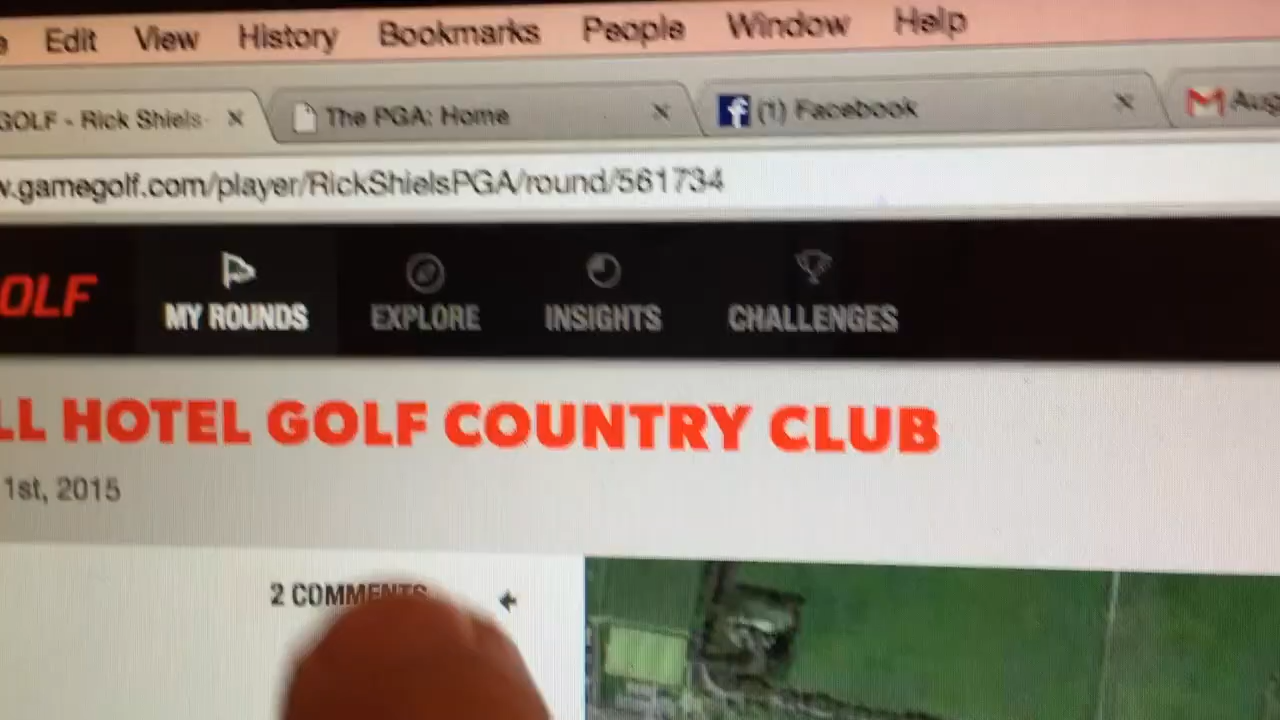 Edit View History Bookmarks People Window Help
GOLF - Rick Shiels × The PGA: Home × (1) Facebook × Aug
w.gamegolf.com/player/RickShielsPGA/round/561734
OLF MY ROUNDS EXPLORE INSIGHTS CHALLENGES
LL HOTEL GOLF COUNTRY CLUB
1st, 2015
2 COMMENTS